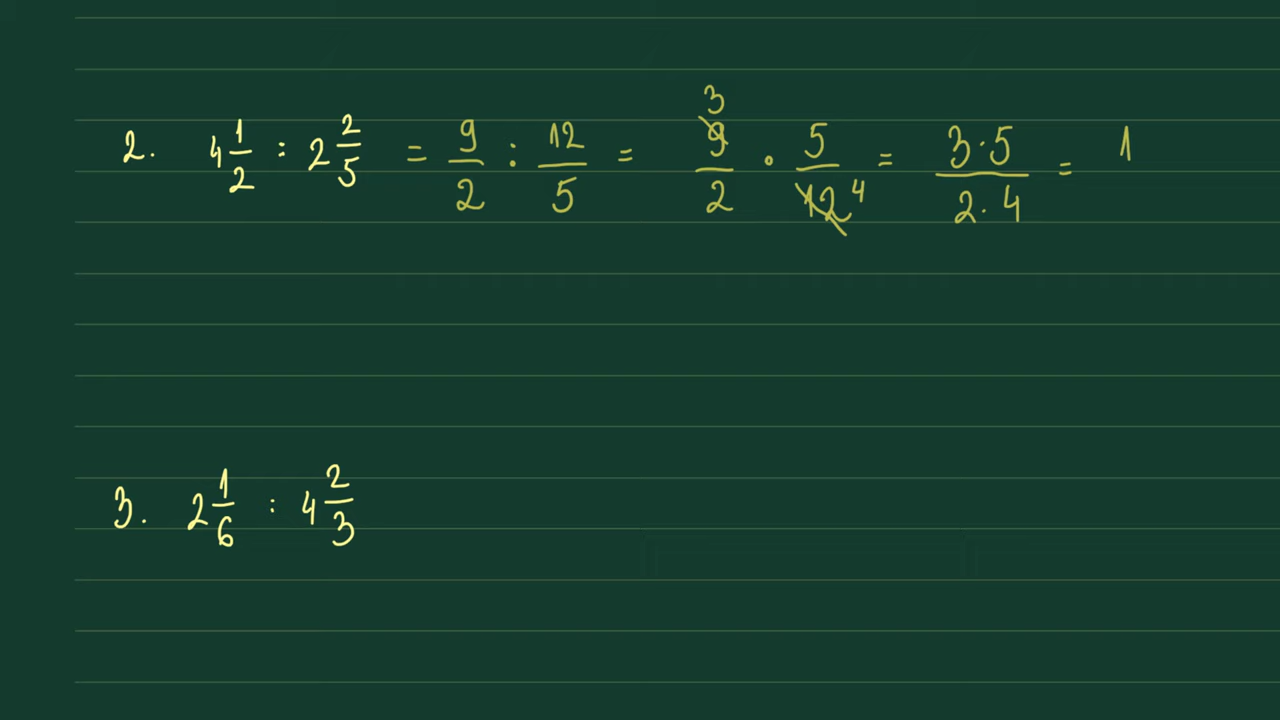 2. 4 1/2 : 2 2/5 = 9/2 : 12/5 = 3 9/2 · 5/12 4 = 3·5/2·4 = 1
3. 2 1/6 : 4 2/3